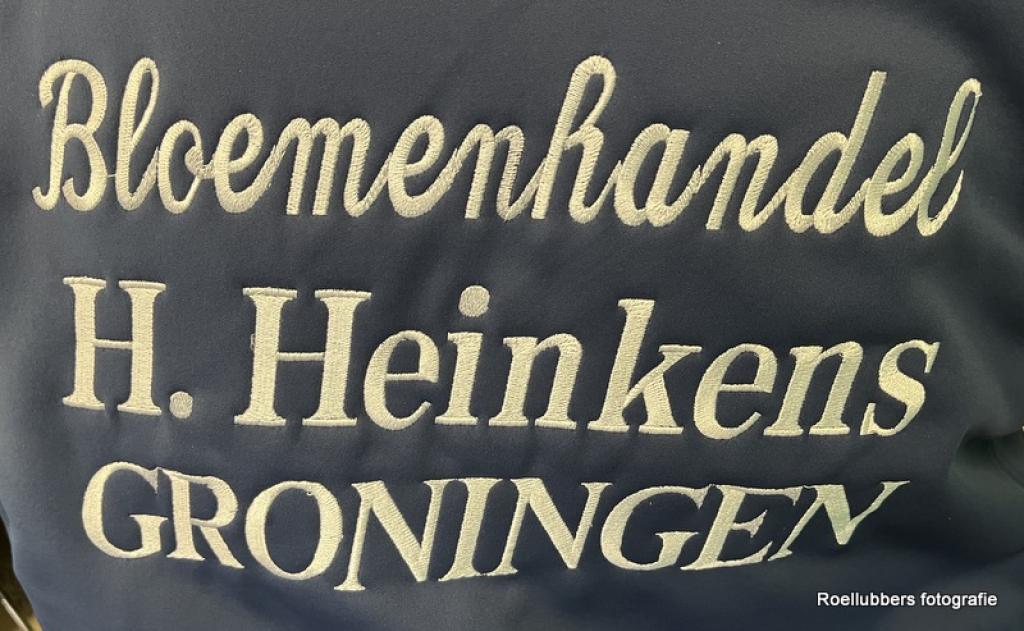 Bloemenhandel
H. Heinkens
GRONINGEN
Roellubbers fotografie